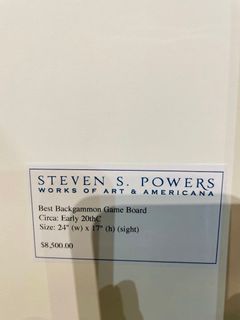 STEVEN S. POWERS
WORKS OF ART & AMERICANA
Best Backgammon Game Board
Circa: Early 20thC
Size: 24" (w) x 17" (h) (sight)
$8,500.00